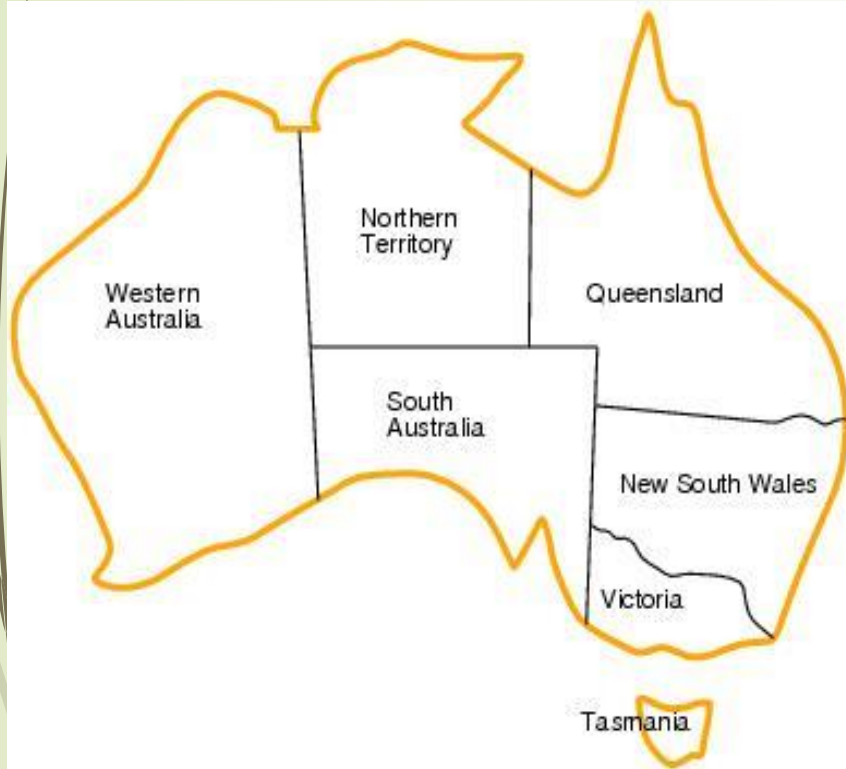 Northern
Territory
Western
Australia
Queensland
South
Australia
New South Wales
Victoria
Tasmania